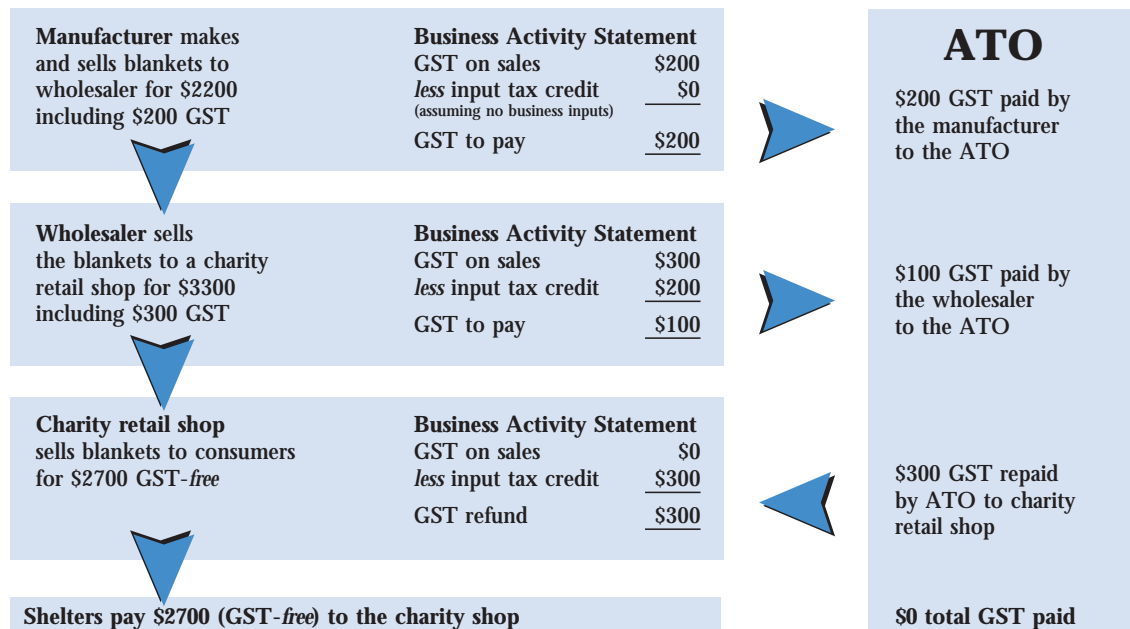 Manufacturer makes
and sells blankets to
wholesaler for $2200
including $200 GST
Business Activity Statement
GST on sales $200
less input tax credit $0
(assuming no business inputs)
GST to pay $200
ATO
$200 GST paid by
the manufacturer
to the ATO
Wholesaler sells
the blankets to a charity
retail shop for $3300
including $300 GST
Business Activity Statement
GST on sales $300
less input tax credit $200
GST to pay $100
$100 GST paid by
the wholesaler
to the ATO
Charity retail shop
sells blankets to consumers
for $2700 GST-free
Business Activity Statement
GST on sales $0
less input tax credit $300
GST refund $300
$300 GST repaid
by ATO to charity
retail shop
Shelters pay $2700 (GST-free) to the charity shop
$0 total GST paid